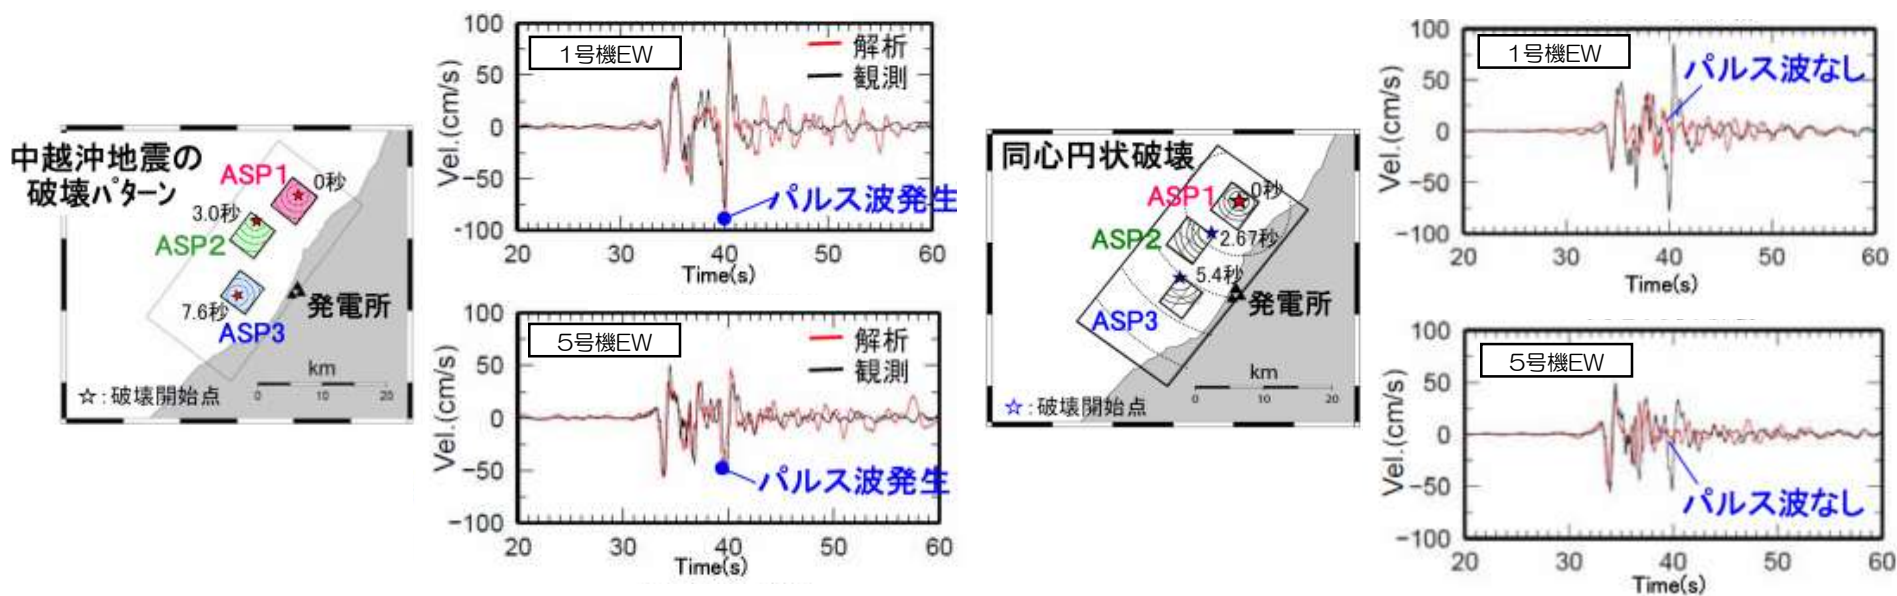 中越沖地震の
破壊パターン
ASP1
0秒
3.0秒
ASP2
7.6秒
ASP3
発電所
km
0 10 20
☆:破壊開始点
100
50
0
-50
-100
Vel.(cm/s)
1号機EW
解析
観測
パルス波発生
20 30 40 50 60
Time(s)
100
50
0
-50
-100
Vel.(cm/s)
5号機EW
解析
観測
パルス波発生
20 30 40 50 60
Time(s)
同心円状破壊
ASP1
0秒
ASP2
2.67秒
5.4秒
ASP3
発電所
km
0 10 20
☆:破壊開始点
100
50
0
-50
-100
Vel.(cm/s)
1号機EW
パルス波なし
20 30 40 50 60
Time(s)
100
50
0
-50
-100
Vel.(cm/s)
5号機EW
パルス波なし
20 30 40 50 60
Time(s)